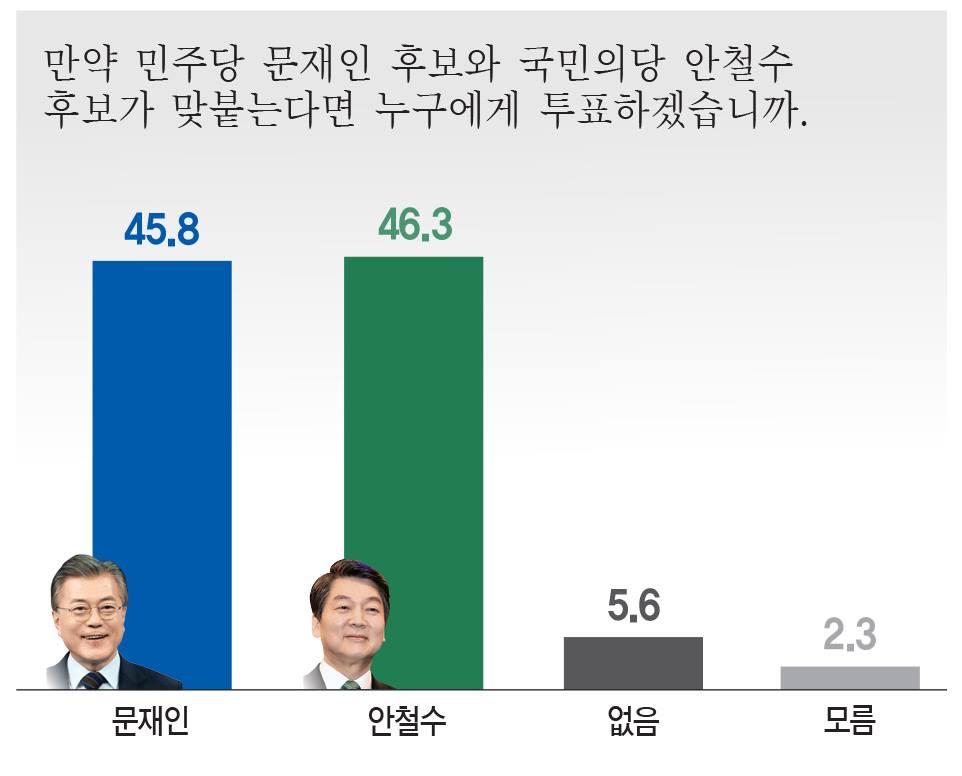 만약 민주당 문재인 후보와 국민의당 안철수
후보가 맞붙는다면 누구에게 투표하겠습니까.
45.8
46.3
5.6
2.3
문재인
안철수
없음
모름